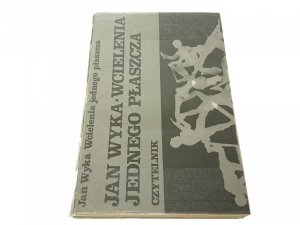 Jan Wyka Wcielenia jednego płaszcza
JAN WYKA · WCIELENIA
JEDNEGO PŁASZCZA
CZYTELNIK